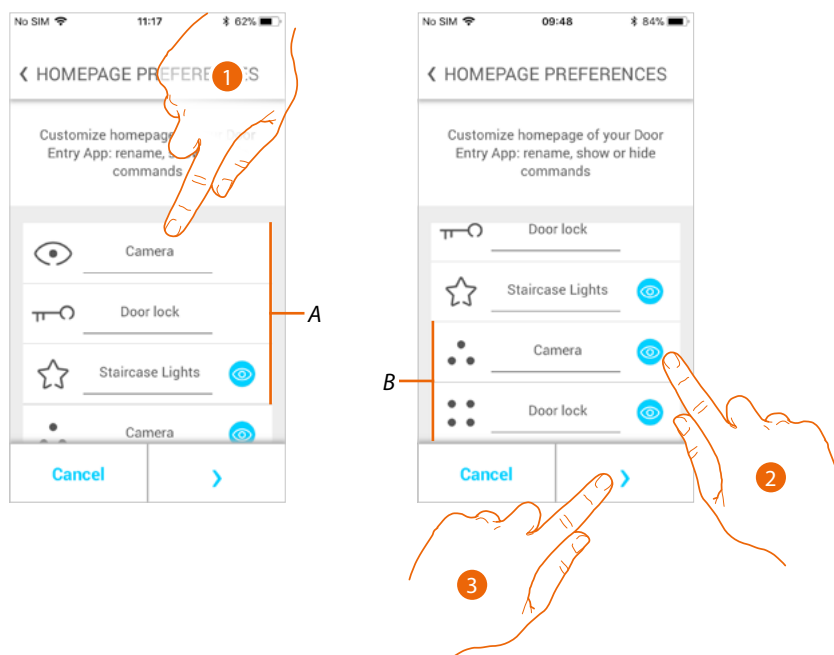 No SIM 11:17 62%
HOMEPAGE PREFERENCES
1
Customize homepage Door
Entry App: rename,
commands
Camera
Door lock
A
Staircase Lights
Camera
Cancel
No SIM 09:48 84%
HOMEPAGE PREFERENCES
Customize homepage of your Door
Entry App: rename, show or hide
commands
Door lock
Staircase Lights
Camera
B
Door lock
Cancel
2
3